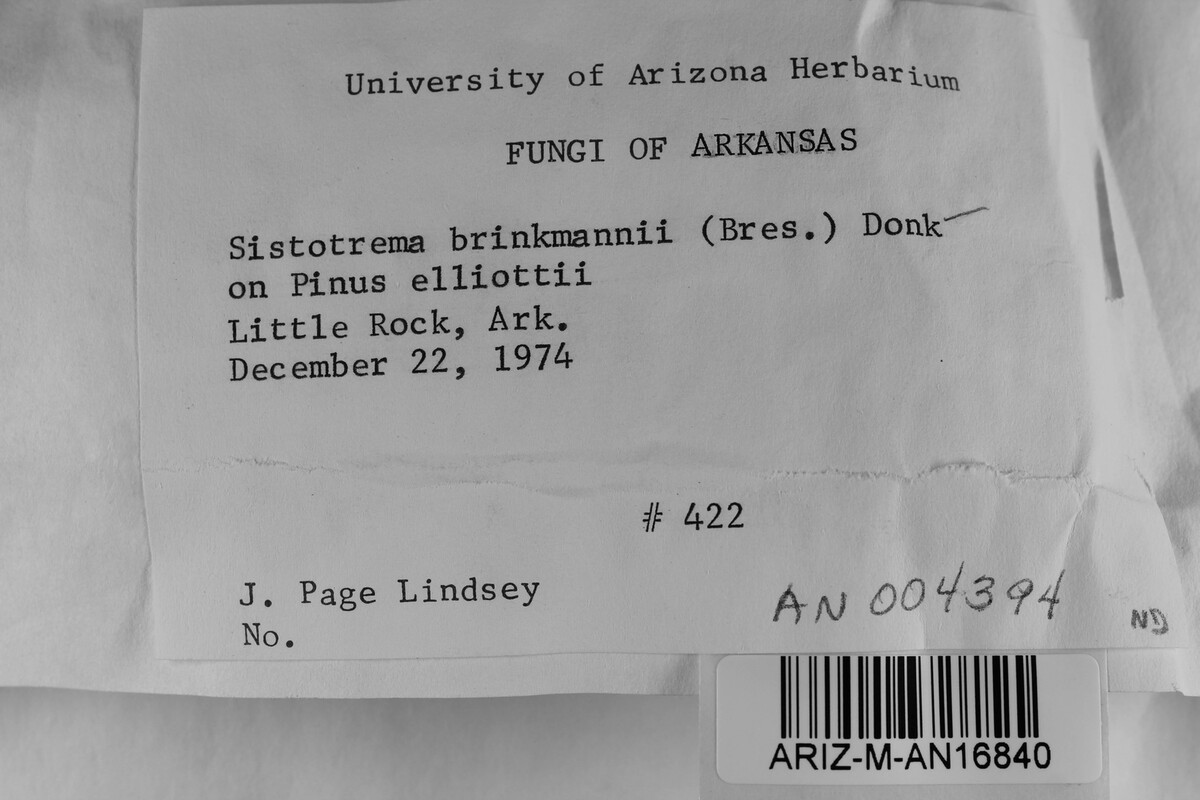 University of Arizona Herbarium
FUNGI OF ARKANSAS
Sistotrema brinkmannii (Bres.) Donk
on Pinus elliottii
Little Rock, Ark.
December 22, 1974
# 422
J. Page Lindsey
No.
AN 004394
ND
ARIZ-M-AN16840